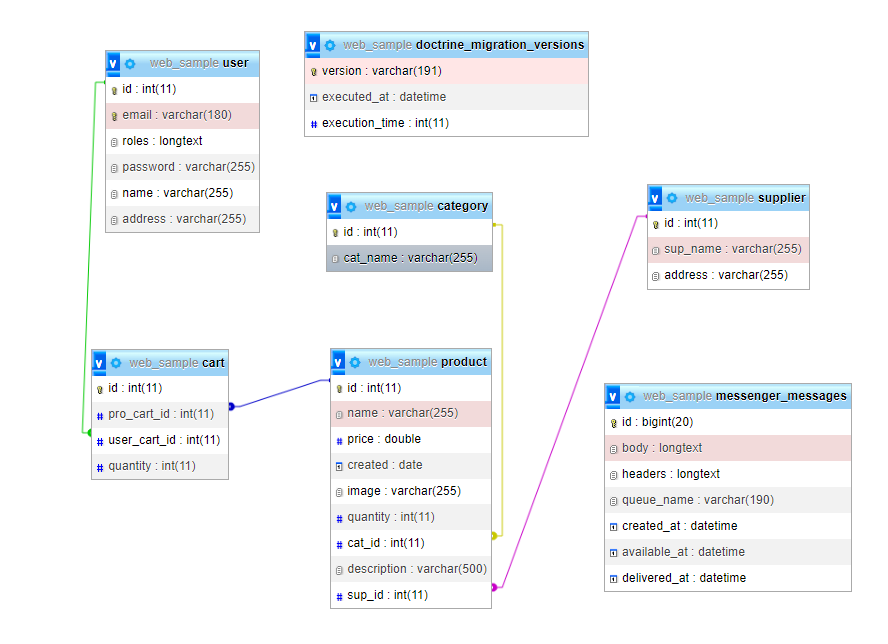 web_sample doctrine_migration_versions
version : varchar(191)
executed_at : datetime
execution_time : int(11)
web_sample user
id : int(11)
email : varchar(180)
roles : longtext
password : varchar(255)
name : varchar(255)
address : varchar(255)
web_sample category
id : int(11)
cat_name : varchar(255)
web_sample supplier
id : int(11)
sup_name : varchar(255)
address : varchar(255)
web_sample cart
id : int(11)
pro_cart_id : int(11)
user_cart_id : int(11)
quantity : int(11)
web_sample product
id : int(11)
name : varchar(255)
price : double
created : date
image : varchar(255)
quantity : int(11)
cat_id : int(11)
description : varchar(500)
sup_id : int(11)
web_sample messenger_messages
id : bigint(20)
body : longtext
headers : longtext
queue_name : varchar(190)
created_at : datetime
available_at : datetime
delivered_at : datetime